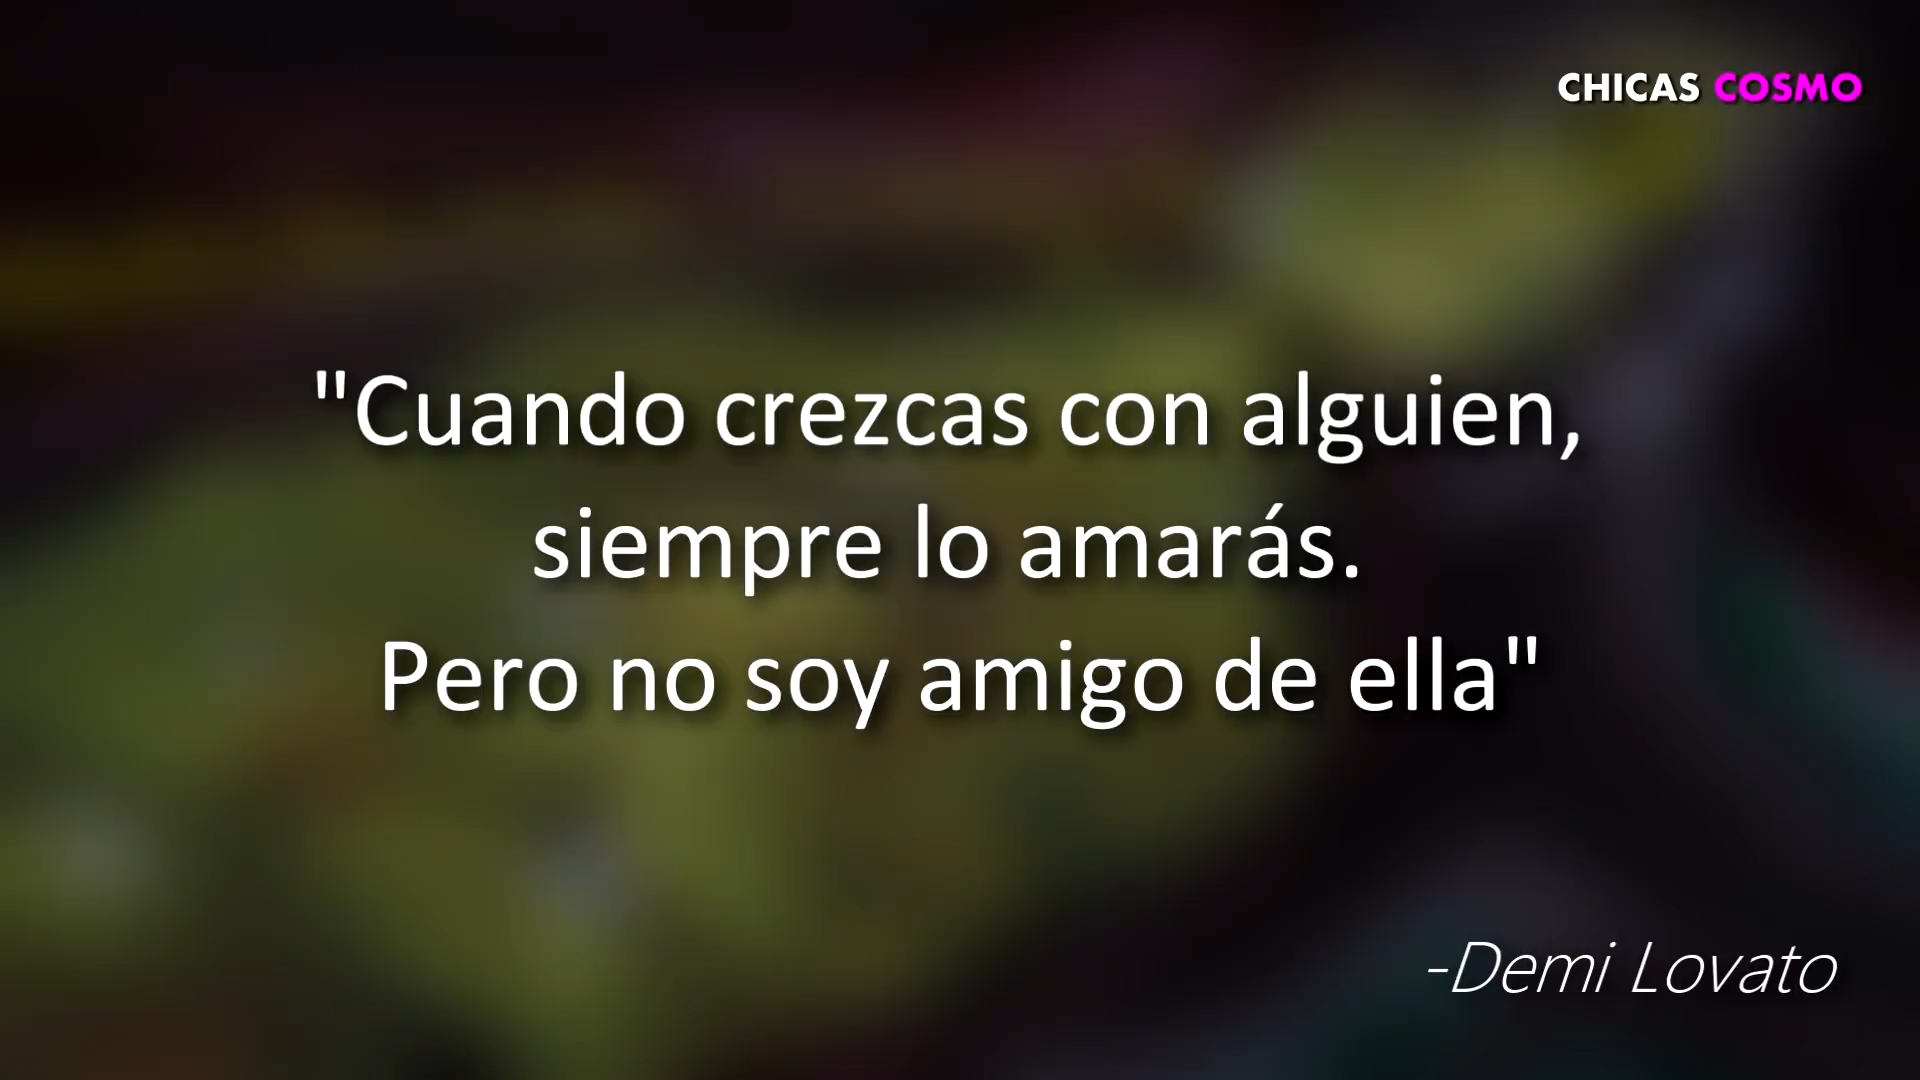 CHICAS COSMO
"Cuando crezcas con alguien,
siempre lo amarás.
Pero no soy amigo de ella"
-Demi Lovato